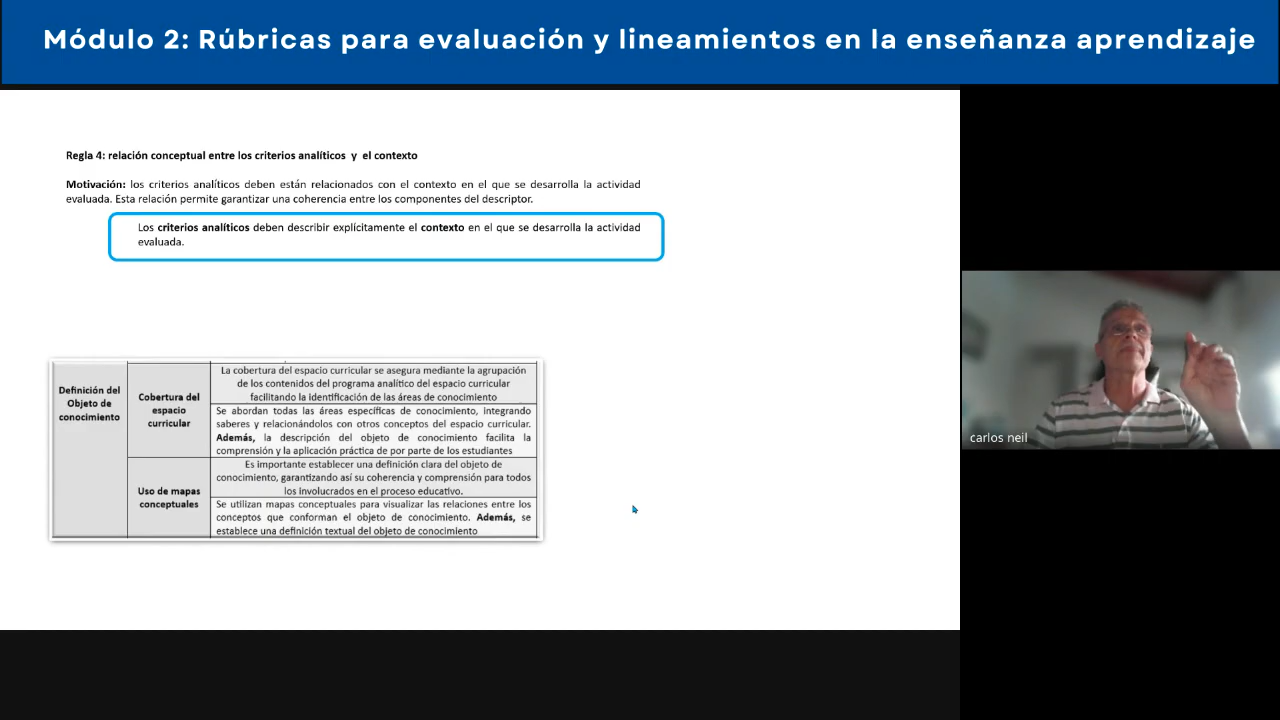 Módulo 2: Rúbricas para evaluación y lineamientos en la enseñanza aprendizaje
Regla 4: relación conceptual entre los criterios analíticos y el contexto
Motivación: los criterios analíticos deben están relacionados con el contexto en el que se desarrolla la actividad
evaluada. Esta relación permite garantizar una coherencia entre los componentes del descriptor.
Los criterios analíticos deben describir explícitamente el contexto en el que se desarrolla la actividad
evaluada.
Definición del
Objeto de
conocimiento
Cobertura del
espacio
curricular
La cobertura del espacio curricular se asegura mediante la agrupación
de los contenidos del programa analítico del espacio curricular
facilitando la identificación de las áreas de conocimiento
Se abordan todas las áreas específicas de conocimiento, integrando
saberes y relacionándolos con otros conceptos del espacio curricular.
Además, la descripción del objeto de conocimiento facilita la
comprensión y la aplicación práctica de por parte de los estudiantes
Uso de mapas
conceptuales
Es importante establecer una definición clara del objeto de
conocimiento, garantizando así su coherencia y comprensión para todos
los involucrados en el proceso educativo.
Se utilizan mapas conceptuales para visualizar las relaciones entre los
conceptos que conforman el objeto de conocimiento. Además, se
establece una definición textual del objeto de conocimiento
carlos neil